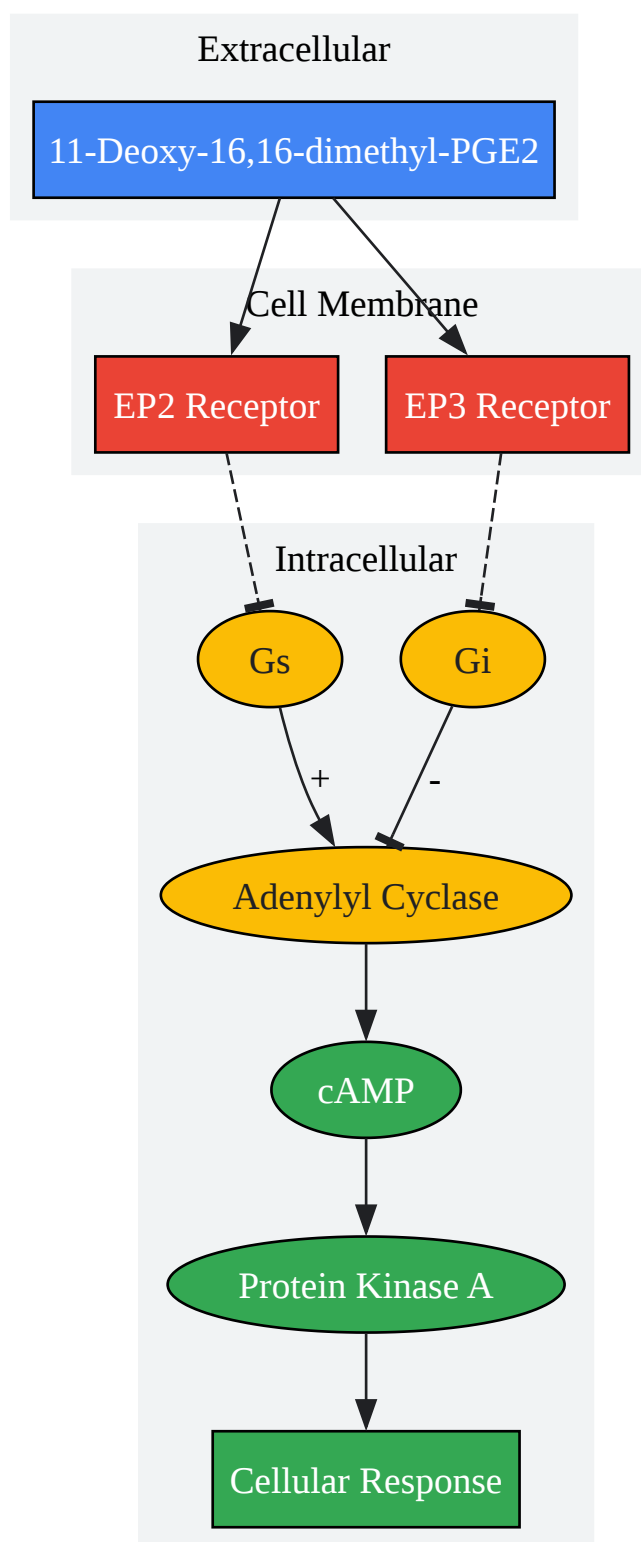 Extracellular
11-Deoxy-16,16-dimethyl-PGE2
Cell Membrane
EP2 Receptor
EP3 Receptor
Intracellular
Gs
Gi
+
-
Adenylyl Cyclase
cAMP
Protein Kinase A
Cellular Response